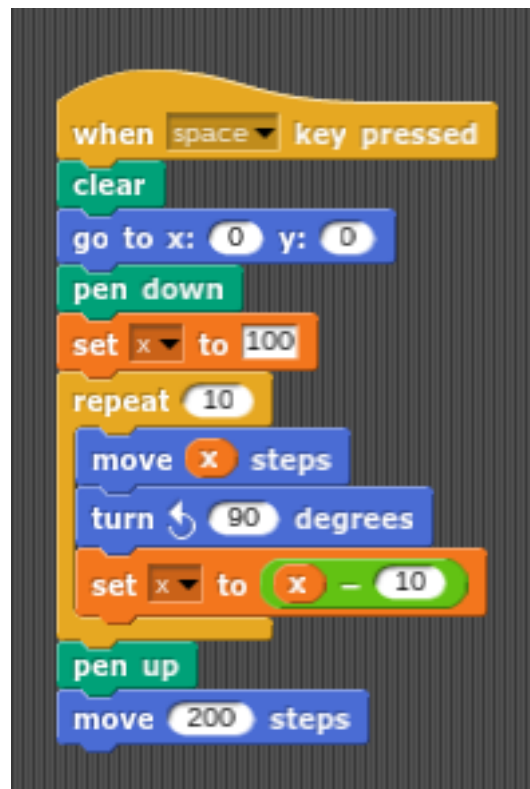 when space key pressed
clear
go to x: 0 y: 0
pen down
set x to 100
repeat 10
move x steps
turn 90 degrees
set x to x - 10
pen up
move 200 steps